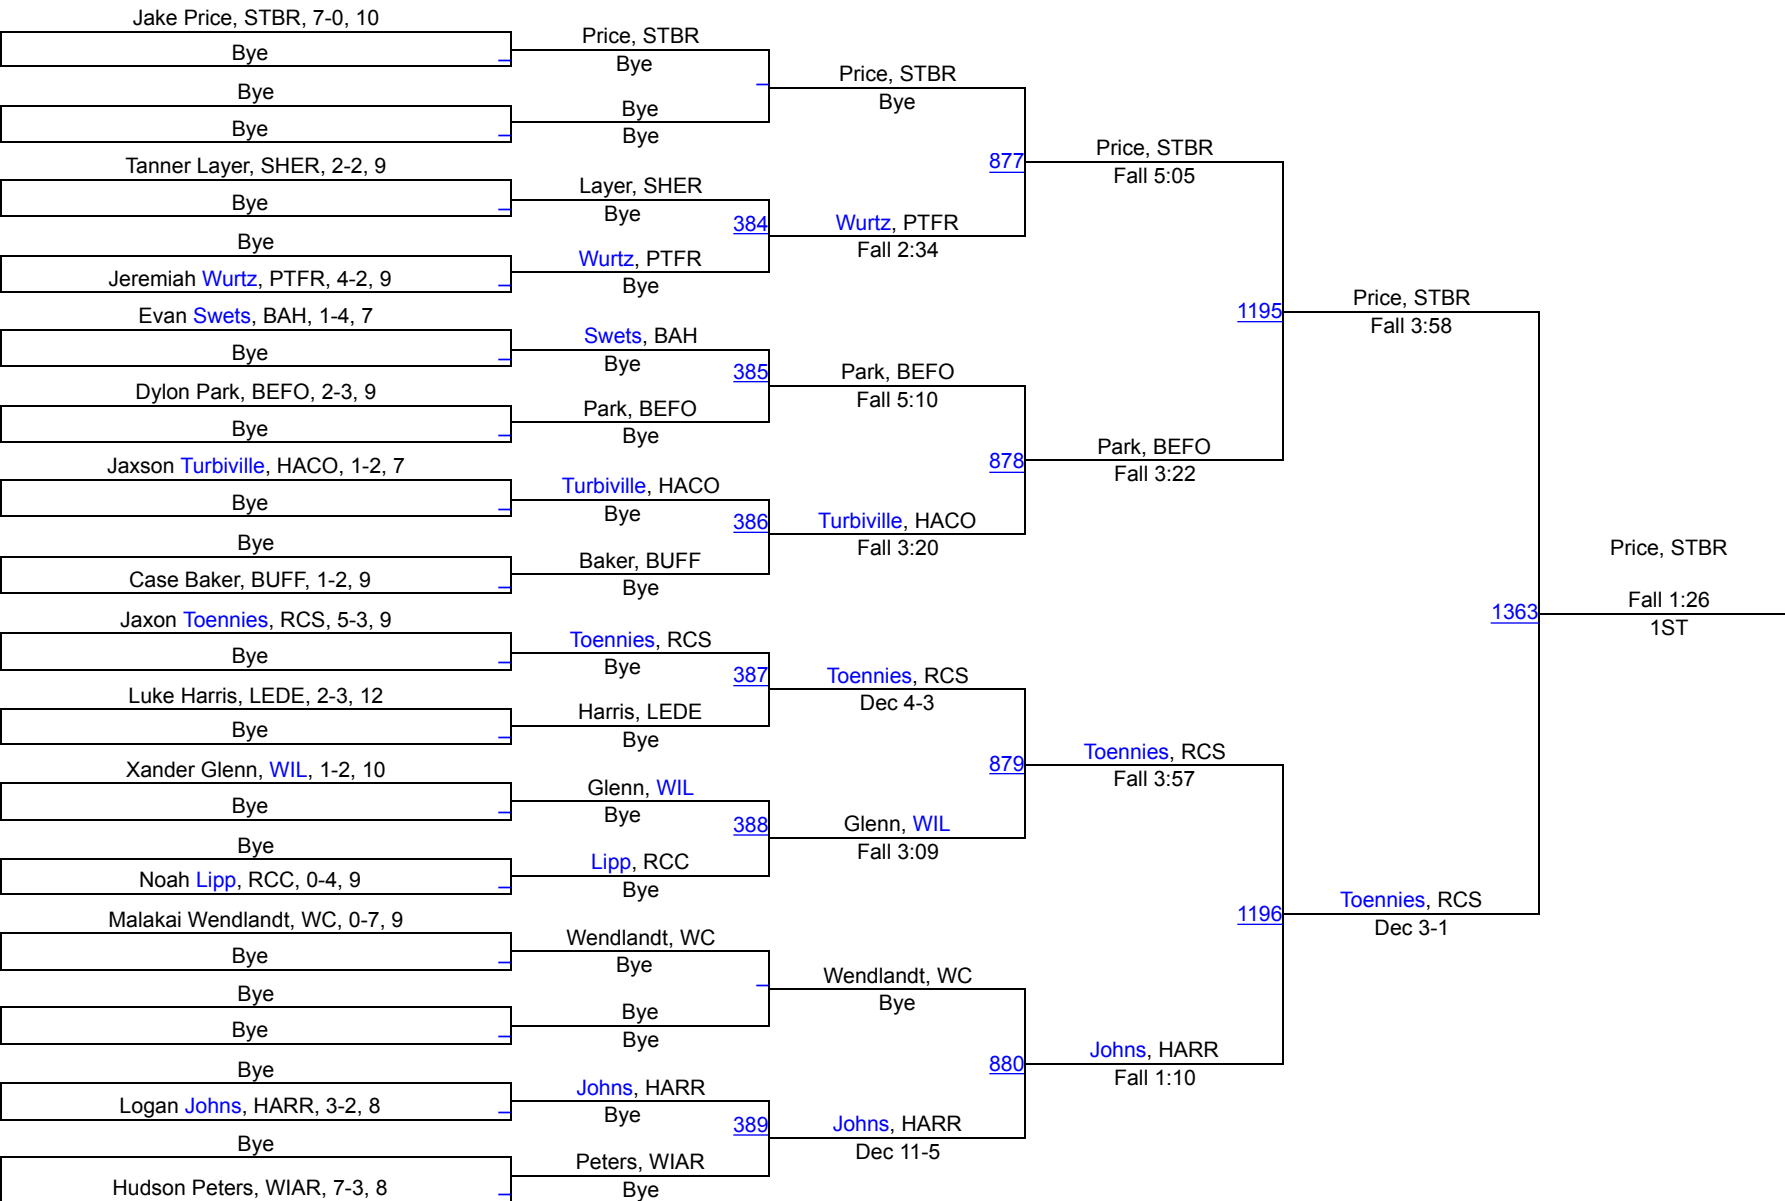 Jake Price, STBR, 7-0, 10
Bye
Bye
Bye
Tanner Layer, SHER, 2-2, 9
Bye
Bye
Jeremiah Wurtz, PTFR, 4-2, 9
Evan Swets, BAH, 1-4, 7
Bye
Dylon Park, BEFO, 2-3, 9
Bye
Jaxson Turbiville, HACO, 1-2, 7
Bye
Bye
Case Baker, BUFF, 1-2, 9
Jaxon Toennies, RCS, 5-3, 9
Bye
Luke Harris, LEDE, 2-3, 12
Bye
Xander Glenn, WIL, 1-2, 10
Bye
Bye
Noah Lipp, RCC, 0-4, 9
Malakai Wendlandt, WC, 0-7, 9
Bye
Bye
Bye
Bye
Logan Johns, HARR, 3-2, 8
Bye
Hudson Peters, WIAR, 7-3, 8
Price, STBR
Bye
Bye
Bye
Layer, SHER
Bye
384
Wurtz, PTFR
Bye
Swets, BAH
Bye
385
Park, BEFO
Bye
Turbiville, HACO
Bye
386
Baker, BUFF
Bye
Toennies, RCS
Bye
387
Harris, LEDE
Bye
Glenn, WIL
Bye
388
Lipp, RCC
Bye
Wendlandt, WC
Bye
Bye
Bye
Johns, HARR
Bye
389
Peters, WIAR
Bye
Price, STBR
Bye
877
Wurtz, PTFR
Fall 2:34
Park, BEFO
Fall 5:10
878
Turbiville, HACO
Fall 3:20
Toennies, RCS
Dec 4-3
879
Glenn, WIL
Fall 3:09
Wendlandt, WC
Bye
880
Johns, HARR
Dec 11-5
Price, STBR
Fall 5:05
1195
Park, BEFO
Fall 3:22
Toennies, RCS
Fall 3:57
1196
Johns, HARR
Fall 1:10
Price, STBR
Fall 3:58
1363
Toennies, RCS
Dec 3-1
Price, STBR
Fall 1:26
1ST